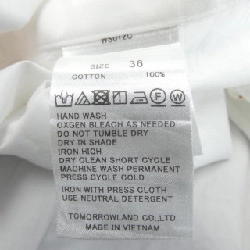 SIZE 36
COTTON 100%
HAND WASH
OXGEN BLEACH AS NEEDED
DO NOT TUMBLE DRY
DRY IN SHADE
IRON HIGH
DRY CLEAN SHORT CYCLE
MACHINE WASH PERMANENT
PRESS CYCLE COLD
IRON WITH PRESS CLOTH
USE NEUTRAL DETERGENT
TOMORROWLAND CO.,LTD
MADE IN VIETNAM